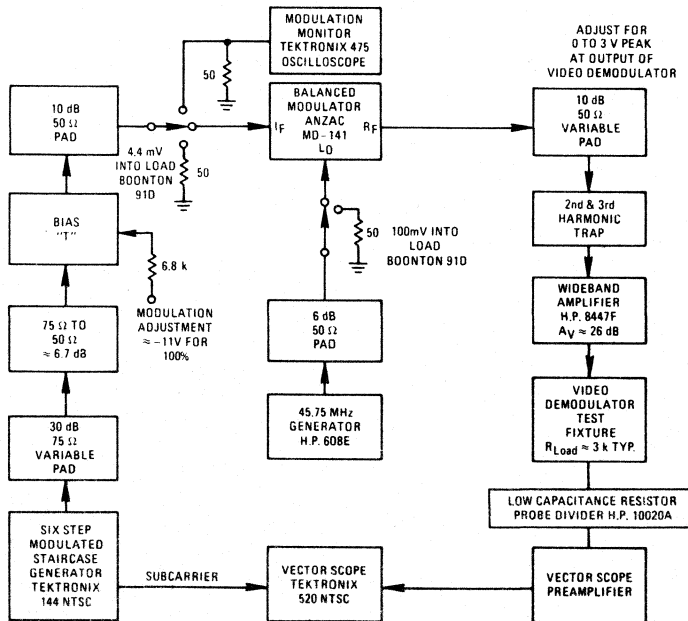 MODULATION
MONITOR
TEKTRONIX 475
OSCILLOSCOPE
50
ADJUST FOR
0 TO 3 V PEAK
AT OUTPUT OF
VIDEO DEMODULATOR
10 dB
50 Ω
PAD
4.4 mV
INTO LOAD
BOONTON
91D
50
BALANCED
MODULATOR
ANZAC
MD-141
IF
RF
LO
10 dB
50 Ω
VARIABLE
PAD
BIAS
"T"
6.8 k
MODULATION
ADJUSTMENT
≈ -11V FOR
100%
50
100mV INTO
LOAD
BOONTON 91D
2nd & 3rd
HARMONIC
TRAP
75 Ω TO
50 Ω
≈ 6.7 dB
6 dB
50 Ω
PAD
WIDEBAND
AMPLIFIER
H.P. 8447F
AV ≈ 26 dB
30 dB
75 Ω
VARIABLE
PAD
45.75 MHz
GENERATOR
H.P. 608E
VIDEO
DEMODULATOR
TEST
FIXTURE
RLoad ≈ 3 k TYP.
LOW CAPACITANCE RESISTOR
PROBE DIVIDER H.P. 10020A
SIX STEP
MODULATED
STAIRCASE
GENERATOR
TEKTRONIX
144 NTSC
SUBCARRIER
VECTOR SCOPE
TEKTRONIX
520 NTSC
VECTOR SCOPE
PREAMPLIFIER